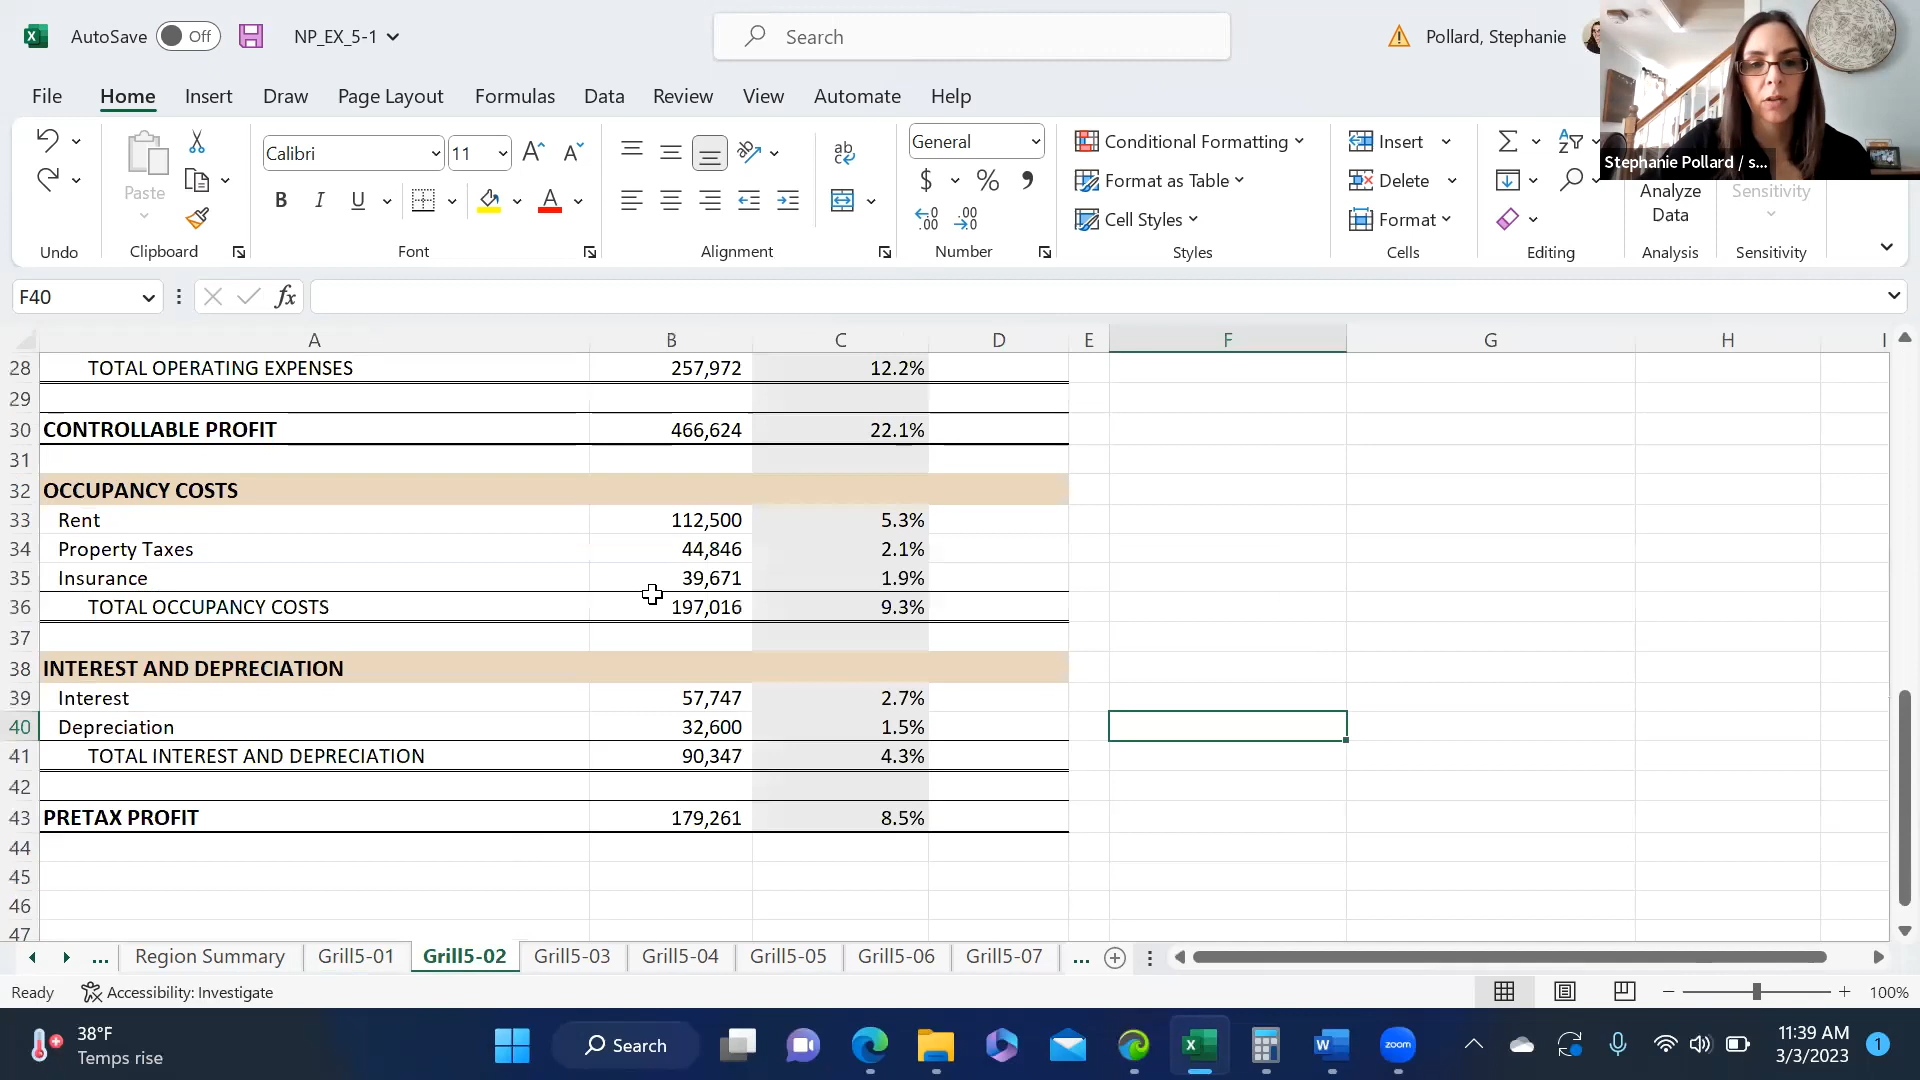 AutoSave Off NP_EX_5-1 Search Pollard, Stephanie
File Home Insert Draw Page Layout Formulas Data Review View Automate Help
Stephanie Pollard / s...
Paste
Calibri 11
B I U A
ab
General
$ % 9
Conditional Formatting
Format as Table
Cell Styles
Insert
Delete
Format
Analyze Data
Sensitivity
Undo Clipboard Font Alignment Number Styles Cells Editing Analysis Sensitivity
F40 fx
A B C D E F G H I
28 TOTAL OPERATING EXPENSES 257,972 12.2%
29
30 CONTROLLABLE PROFIT 466,624 22.1%
31
32 OCCUPANCY COSTS
33 Rent 112,500 5.3%
34 Property Taxes 44,846 2.1%
35 Insurance 39,671 1.9%
36 TOTAL OCCUPANCY COSTS 197,016 9.3%
37
38 INTEREST AND DEPRECIATION
39 Interest 57,747 2.7%
40 Depreciation 32,600 1.5%
41 TOTAL INTEREST AND DEPRECIATION 90,347 4.3%
42
43 PRETAX PROFIT 179,261 8.5%
44
45
46
47
... Region Summary Grill5-01 Grill5-02 Grill5-03 Grill5-04 Grill5-05 Grill5-06 Grill5-07 ...
Ready Accessibility: Investigate 100%
38°F
Temps rise
Search
zoom
11:39 AM
3/3/2023
1